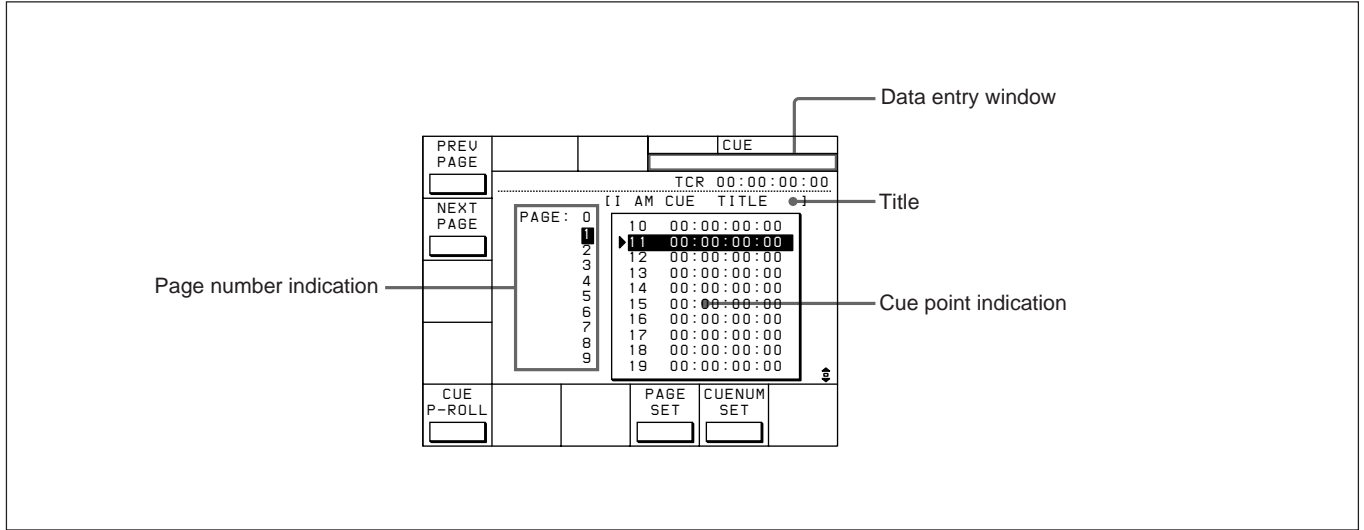 Data entry window
PREV
PAGE
CUE
TCR 00:00:00:00
NEXT
PAGE
[I AM CUE TITLE ]
Title
PAGE: 0
1
2
3
4
5
6
7
8
9
10 00:00:00:00
11 00:00:00:00
12 00:00:00:00
13 00:00:00:00
14 00:00:00:00
15 00:00:00:00
16 00:00:00:00
17 00:00:00:00
18 00:00:00:00
19 00:00:00:00
Page number indication
Cue point indication
CUE
P-ROLL
PAGE
SET
CUENUM
SET